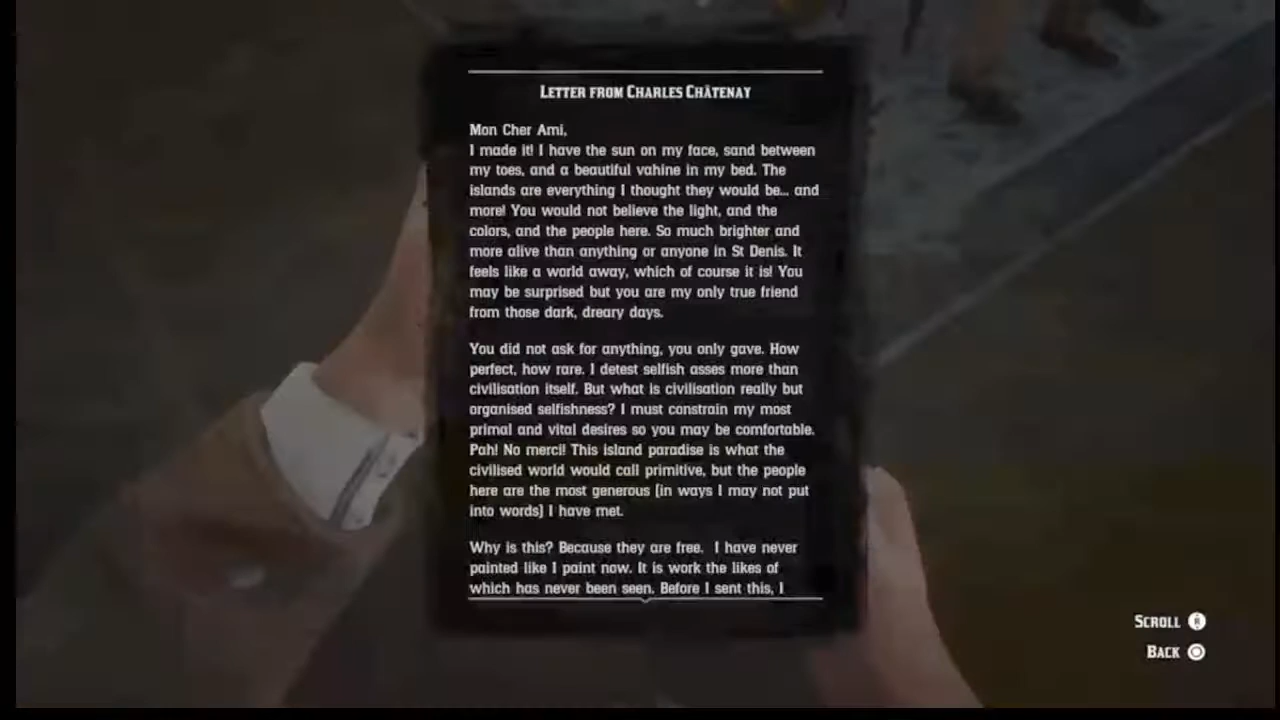 LETTER FROM CHARLES CHÂTENAY
Mon Cher Ami,
I made it! I have the sun on my face, sand between
my toes, and a beautiful vahine in my bed. The
islands are everything I thought they would be... and
more! You would not believe the light, and the
colors, and the people here. So much brighter and
more alive than anything or anyone in St Denis. It
feels like a world away, which of course it is! You
may be surprised but you are my only true friend
from those dark, dreary days.
You did not ask for anything, you only gave. How
perfect, how rare. I detest selfish asses more than
civilisation itself. But what is civilisation really but
organised selfishness? I must constrain my most
primal and vital desires so you may be comfortable.
Pah! No merci! This island paradise is what the
civilised world would call primitive, but the people
here are the most generous (in ways I may not put
into words) I have met.
Why is this? Because they are free.  I have never
painted like I paint now. It is work the likes of
which has never been seen. Before I sent this, I
SCROLL R
BACK